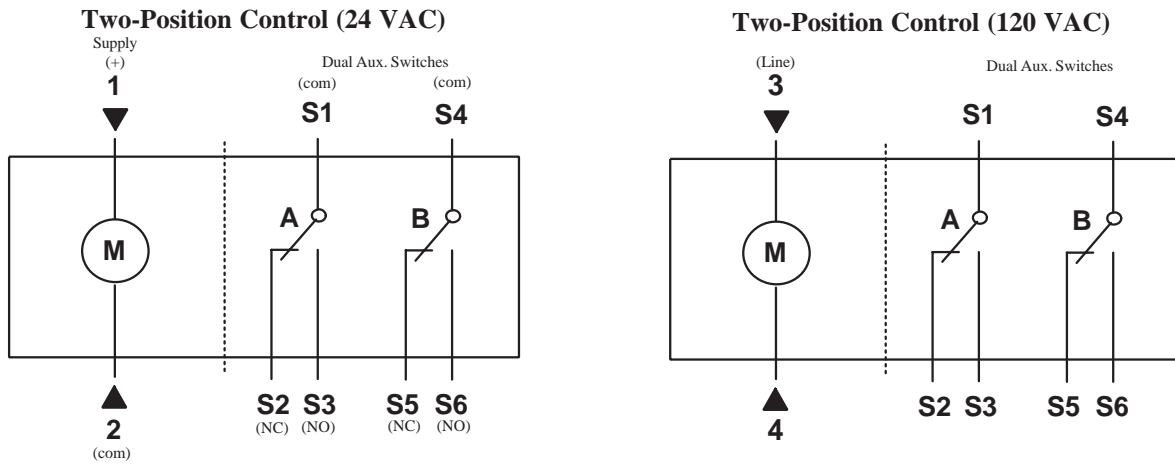 Two-Position Control (24 VAC)
Supply
(+)
1
Dual Aux. Switches
(com) (com)
S1 S4
A B
M
S2 S3 S5 S6
(NC) (NO) (NC) (NO)
2
(com)
Two-Position Control (120 VAC)
(Line)
3
Dual Aux. Switches
S1 S4
A B
M
S2 S3 S5 S6
4